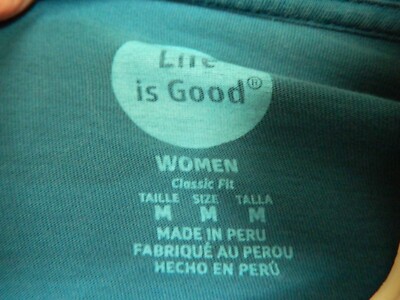 Life
is Good®
WOMEN
Classic Fit
TAILLE SIZE TALLA
M M M
MADE IN PERU
FABRIQUÉ AU PEROU
HECHO EN PERÚ